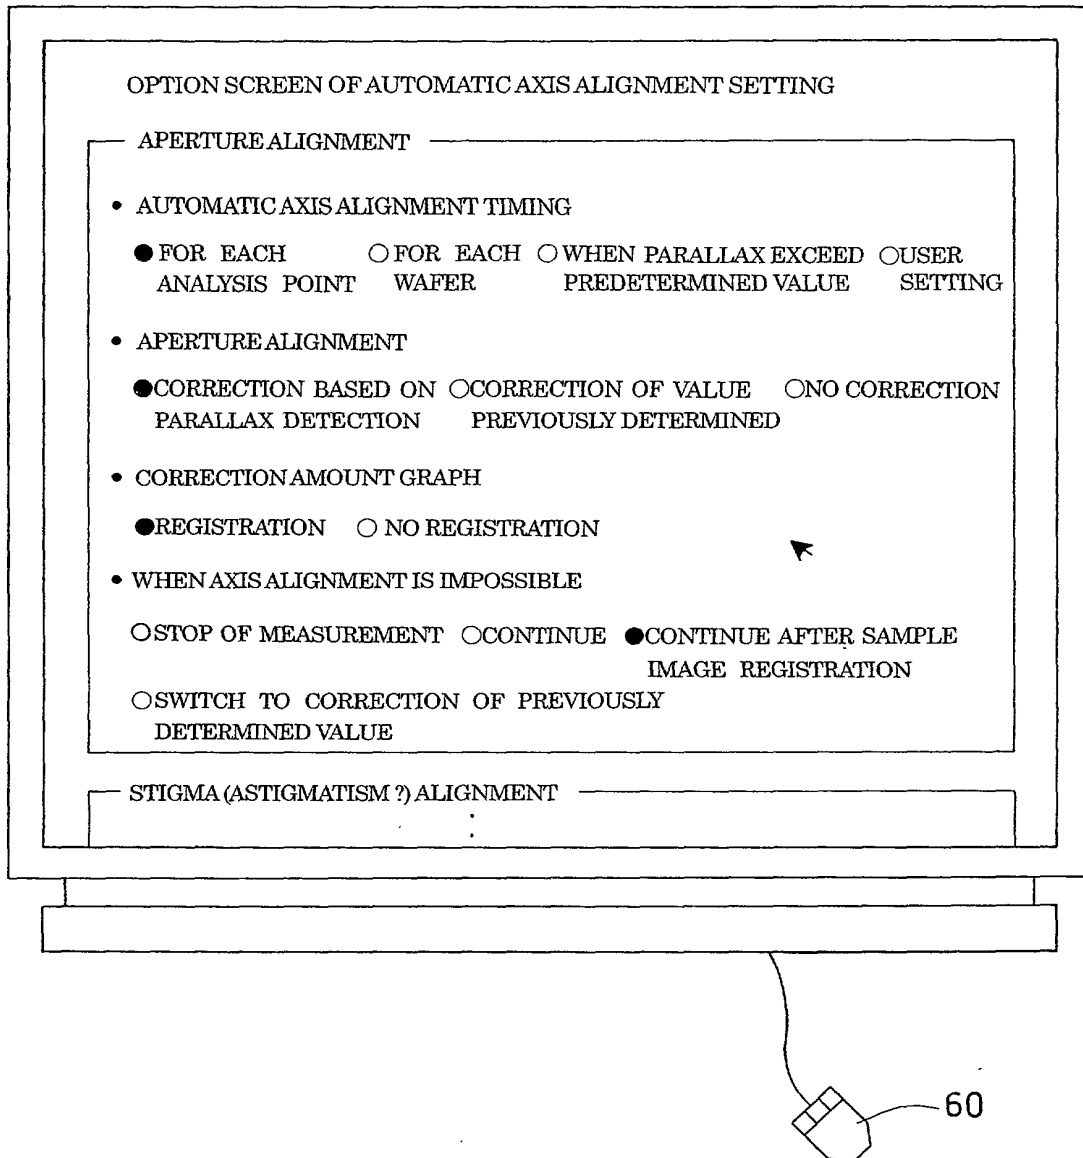 OPTION SCREEN OF AUTOMATIC AXIS ALIGNMENT SETTING
APERTURE ALIGNMENT
• AUTOMATIC AXIS ALIGNMENT TIMING
● FOR EACH ○ FOR EACH ○ WHEN PARALLAX EXCEED ○ USER
ANALYSIS POINT WAFER PREDETERMINED VALUE SETTING
• APERTURE ALIGNMENT
● CORRECTION BASED ON ○ CORRECTION OF VALUE ○ NO CORRECTION
PARALLAX DETECTION PREVIOUSLY DETERMINED
• CORRECTION AMOUNT GRAPH
● REGISTRATION ○ NO REGISTRATION
• WHEN AXIS ALIGNMENT IS IMPOSSIBLE
○ STOP OF MEASUREMENT ○ CONTINUE ● CONTINUE AFTER SAMPLE
IMAGE REGISTRATION
○ SWITCH TO CORRECTION OF PREVIOUSLY
DETERMINED VALUE
STIGMA (ASTIGMATISM ?) ALIGNMENT
60